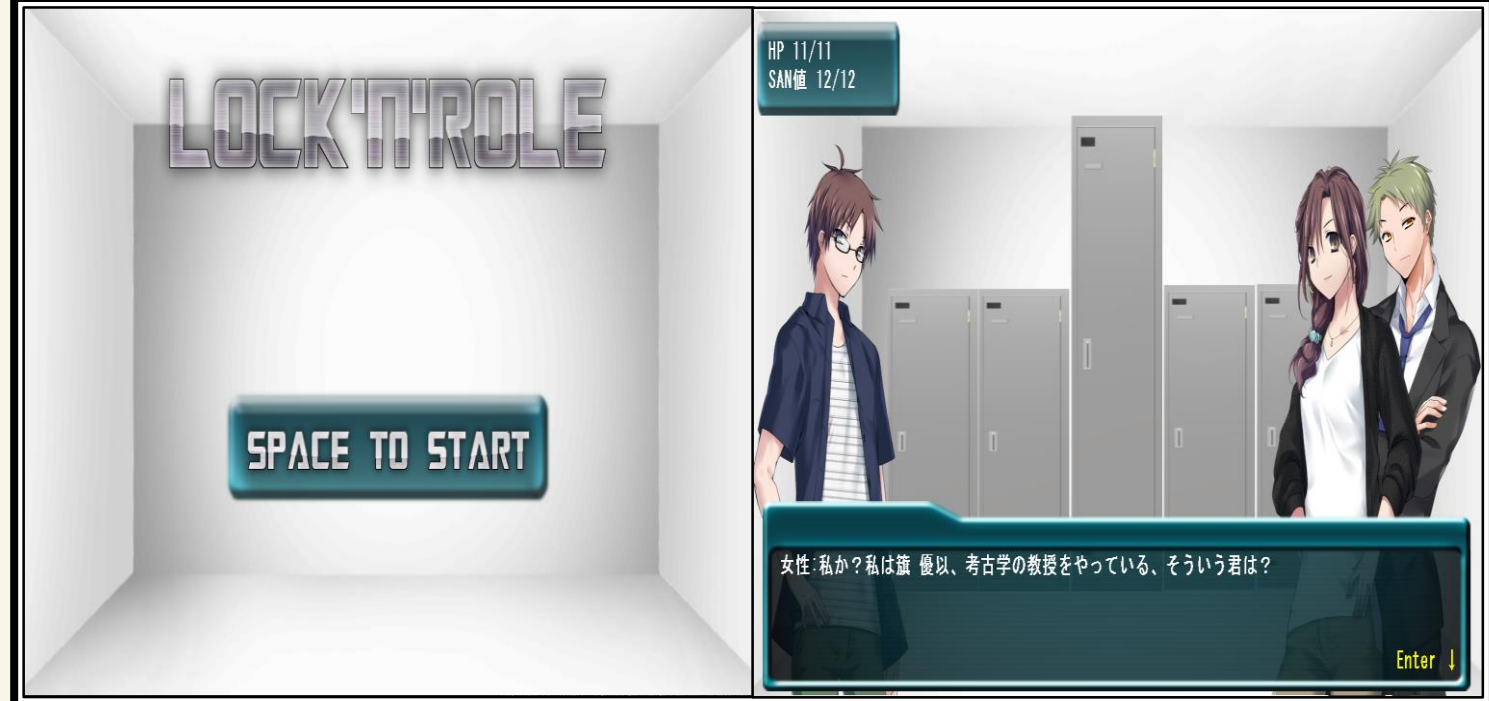 LOCK'N'ROLE
SPACE TO START
HP 11/11
SAN値 12/12
女性:私か?私は旗 優以、考古学の教授をやっている、そういう君は?
Enter ↓